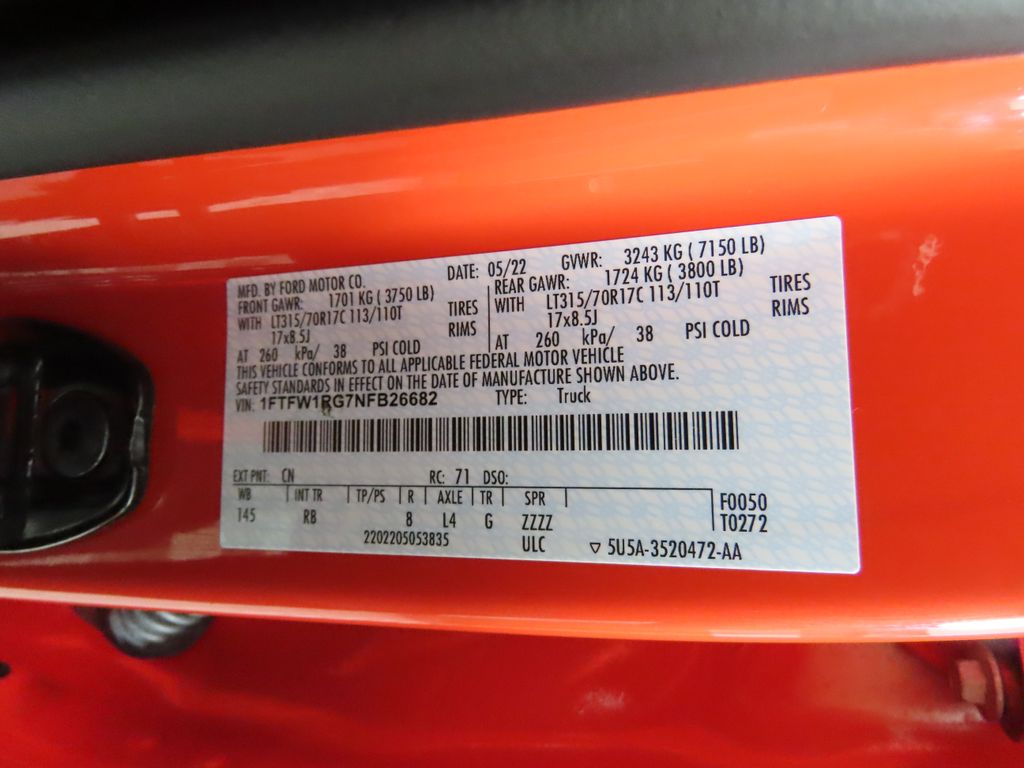 MFD. BY FORD MOTOR CO. DATE: 05/22 GVWR: 3243 KG ( 7150 LB)
FRONT GAWR: 1701 KG ( 3750 LB) REAR GAWR: 1724 KG ( 3800 LB)
WITH LT315/70R17C 113/110T TIRES WITH LT315/70R17C 113/110T TIRES
17x8.5J RIMS 17x8.5J RIMS
AT 260 kPa/ 38 PSI COLD AT 260 kPa/ 38 PSI COLD
THIS VEHICLE CONFORMS TO ALL APPLICABLE FEDERAL MOTOR VEHICLE
SAFETY STANDARDS IN EFFECT ON THE DATE OF MANUFACTURE SHOWN ABOVE.
VIN: 1FTFW1RG7NFB26682 TYPE: Truck
EXT PNT: CN RC: 71 DSO:
WB INT TR TP/PS R AXLE TR SPR F0050
145 RB 8 L4 G ZZZZ T0272
2202205053835 ULC ▽ 5U5A-3520472-AA